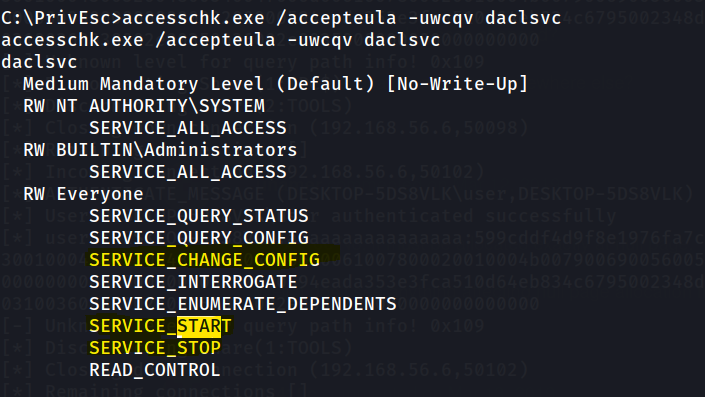 C:\PrivEsc>accesschk.exe /accepteula -uwcqv daclsvc
accesschk.exe /accepteula -uwcqv daclsvc
daclsvc
Medium Mandatory Level (Default) [No-Write-Up]
RW NT AUTHORITY\SYSTEM
SERVICE_ALL_ACCESS
RW BUILTIN\Administrators
SERVICE_ALL_ACCESS
RW Everyone
SERVICE_QUERY_STATUS
SERVICE_QUERY_CONFIG
SERVICE_CHANGE_CONFIG
SERVICE_INTERROGATE
SERVICE_ENUMERATE_DEPENDENTS
SERVICE_START
SERVICE_STOP
READ_CONTROL